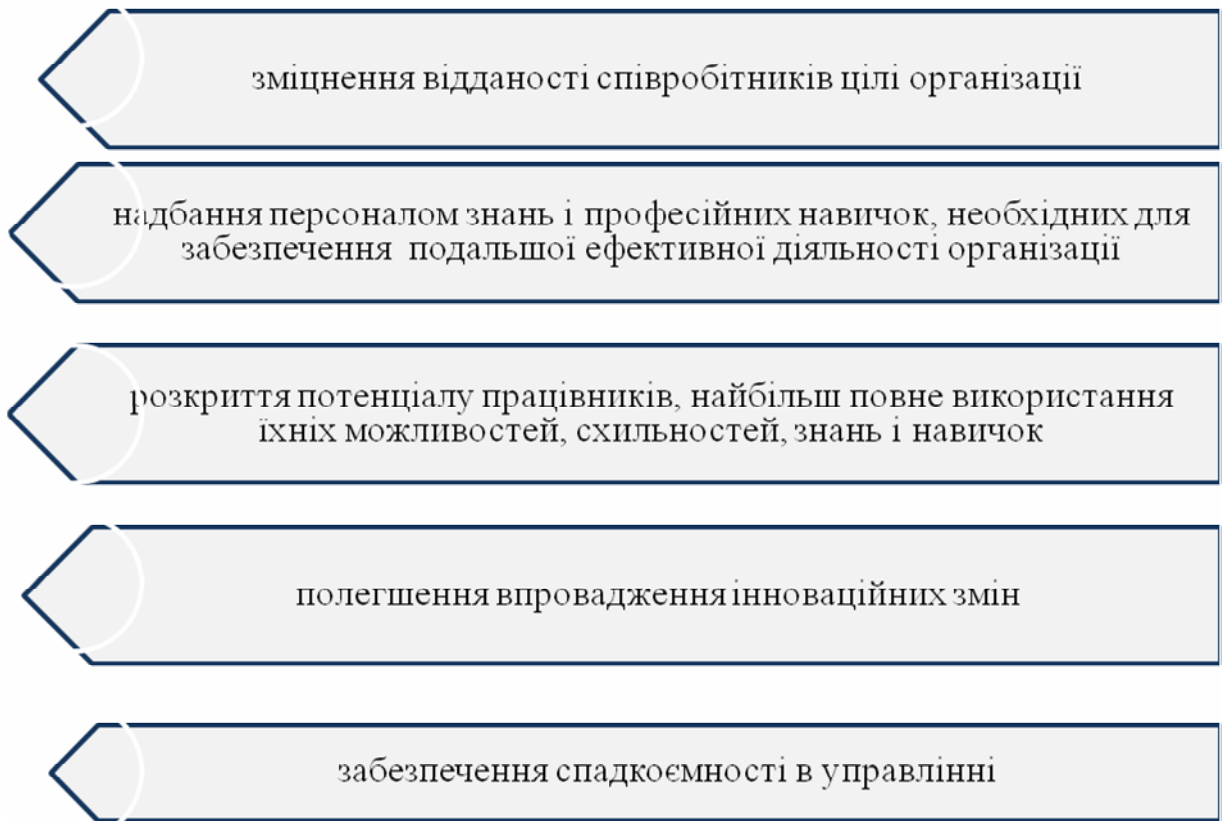 зміцнення відданості співробітників цілі організації
надбання персоналом знань і професійних навичок, необхідних для
забезпечення подальшої ефективної діяльності організації
розкриття потенціалу працівників, найбільш повне використання
їхніх можливостей, схильностей, знань і навичок
полегшення впровадження інноваційних змін
забезпечення спадкоємності в управлінні